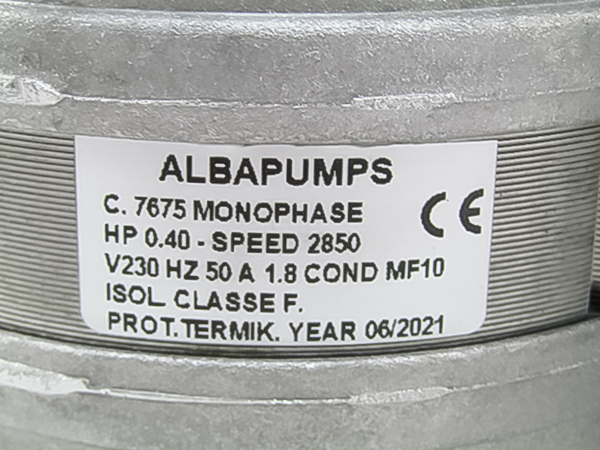 ALBAPUMPS
C. 7675 MONOPHASE
HP 0.40 - SPEED 2850
V230 HZ 50 A 1.8 COND MF10
ISOL. CLASSE F.
PROT.TERMIK. YEAR 06/2021
CE